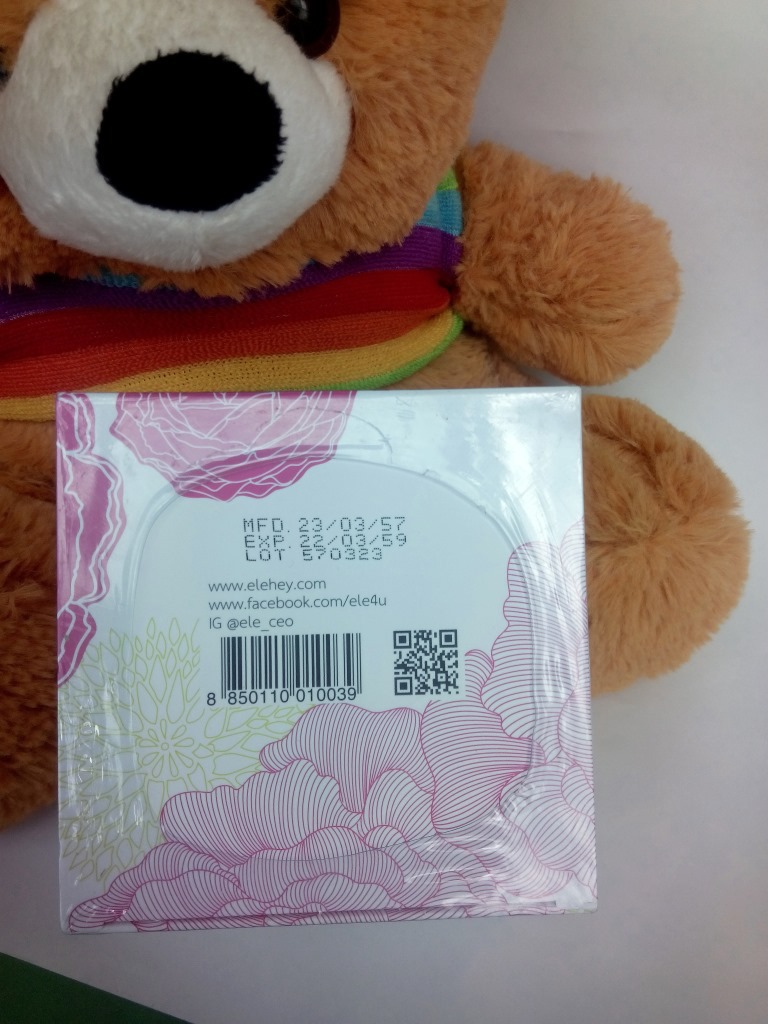 MFD. 23/03/57
EXP. 22/03/59
LOT 570323
www.elehey.com
www.facebook.com/ele4u
IG @ele_ceo
8 850110 010039